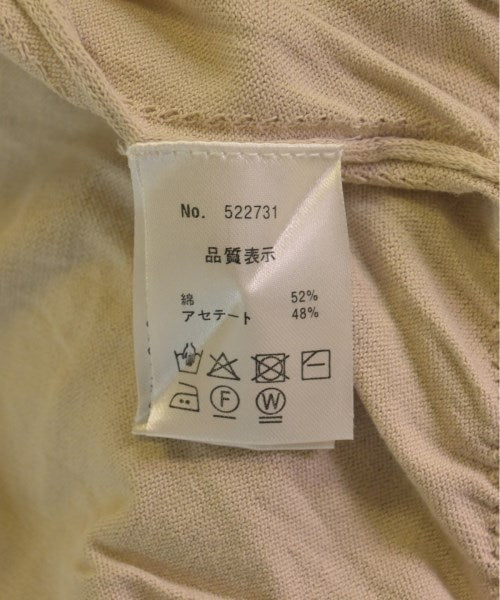 No. 522731
品質表示
綿 52%
アセテート 48%
F W